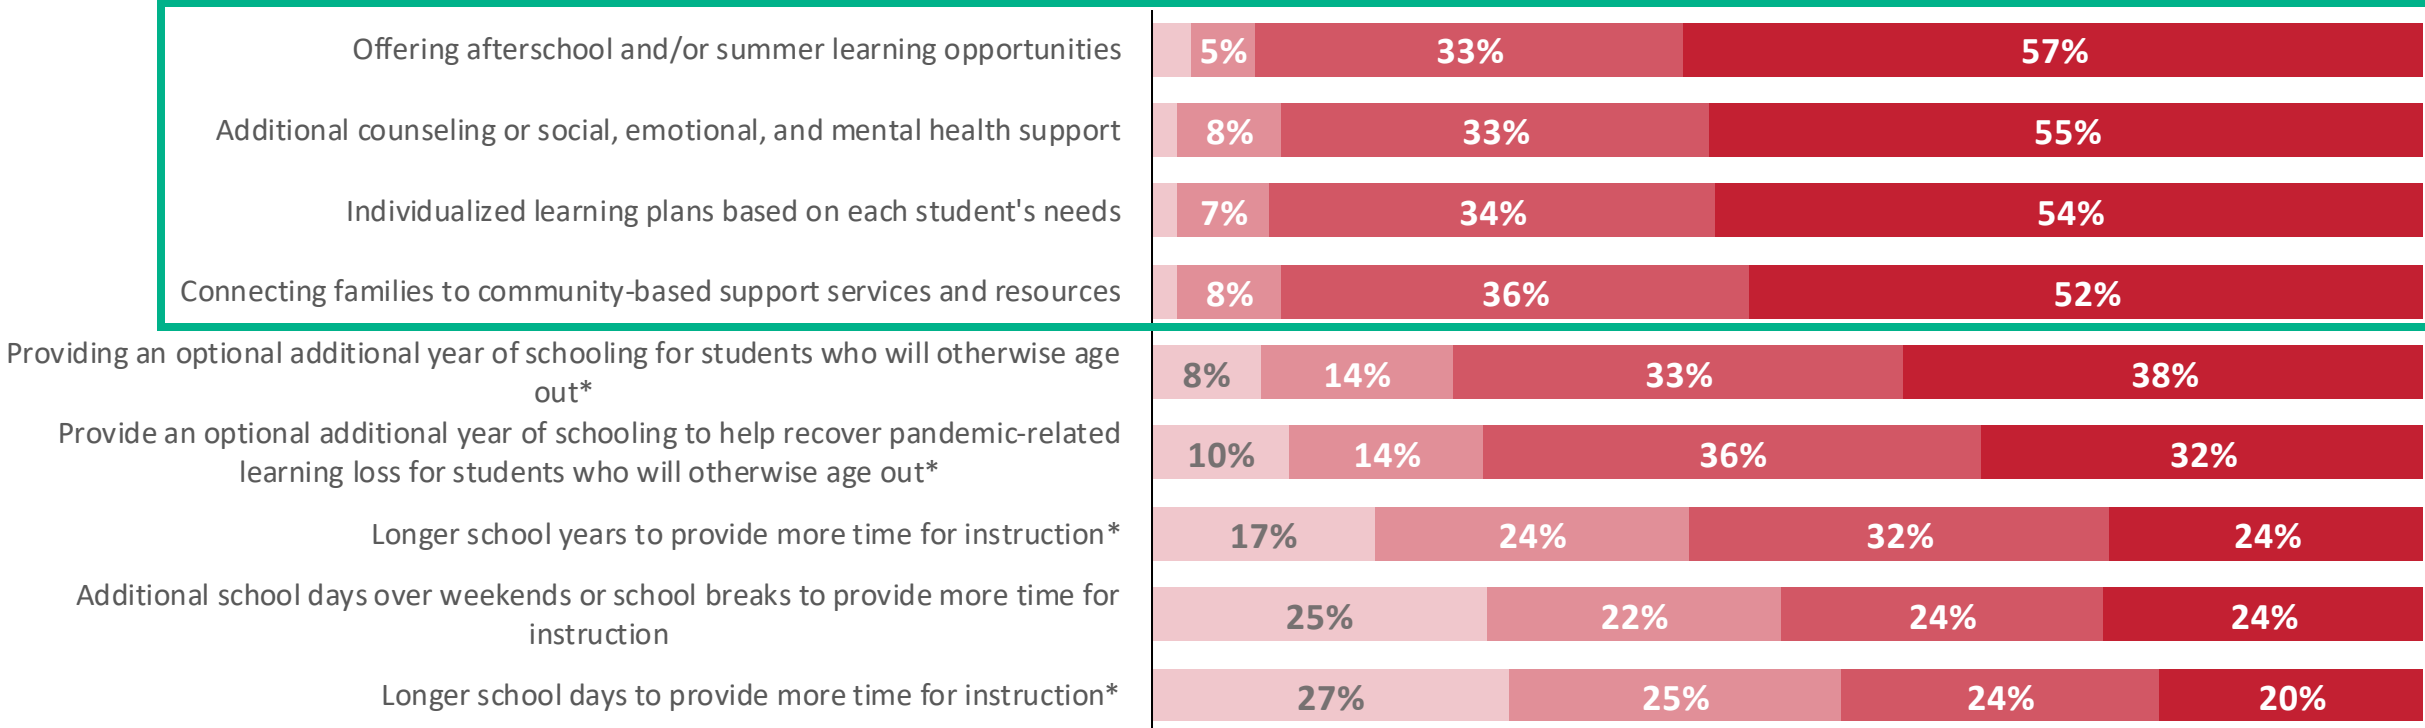 Offering afterschool and/or summer learning opportunities 5% 33% 57%
Additional counseling or social, emotional, and mental health support 8% 33% 55%
Individualized learning plans based on each student's needs 7% 34% 54%
Connecting families to community-based support services and resources 8% 36% 52%
Providing an optional additional year of schooling for students who will otherwise age
out* 8% 14% 33% 38%
Provide an optional additional year of schooling to help recover pandemic-related
learning loss for students who will otherwise age out* 10% 14% 36% 32%
Longer school years to provide more time for instruction* 17% 24% 32% 24%
Additional school days over weekends or school breaks to provide more time for
instruction 25% 22% 24% 24%
Longer school days to provide more time for instruction* 27% 25% 24% 20%